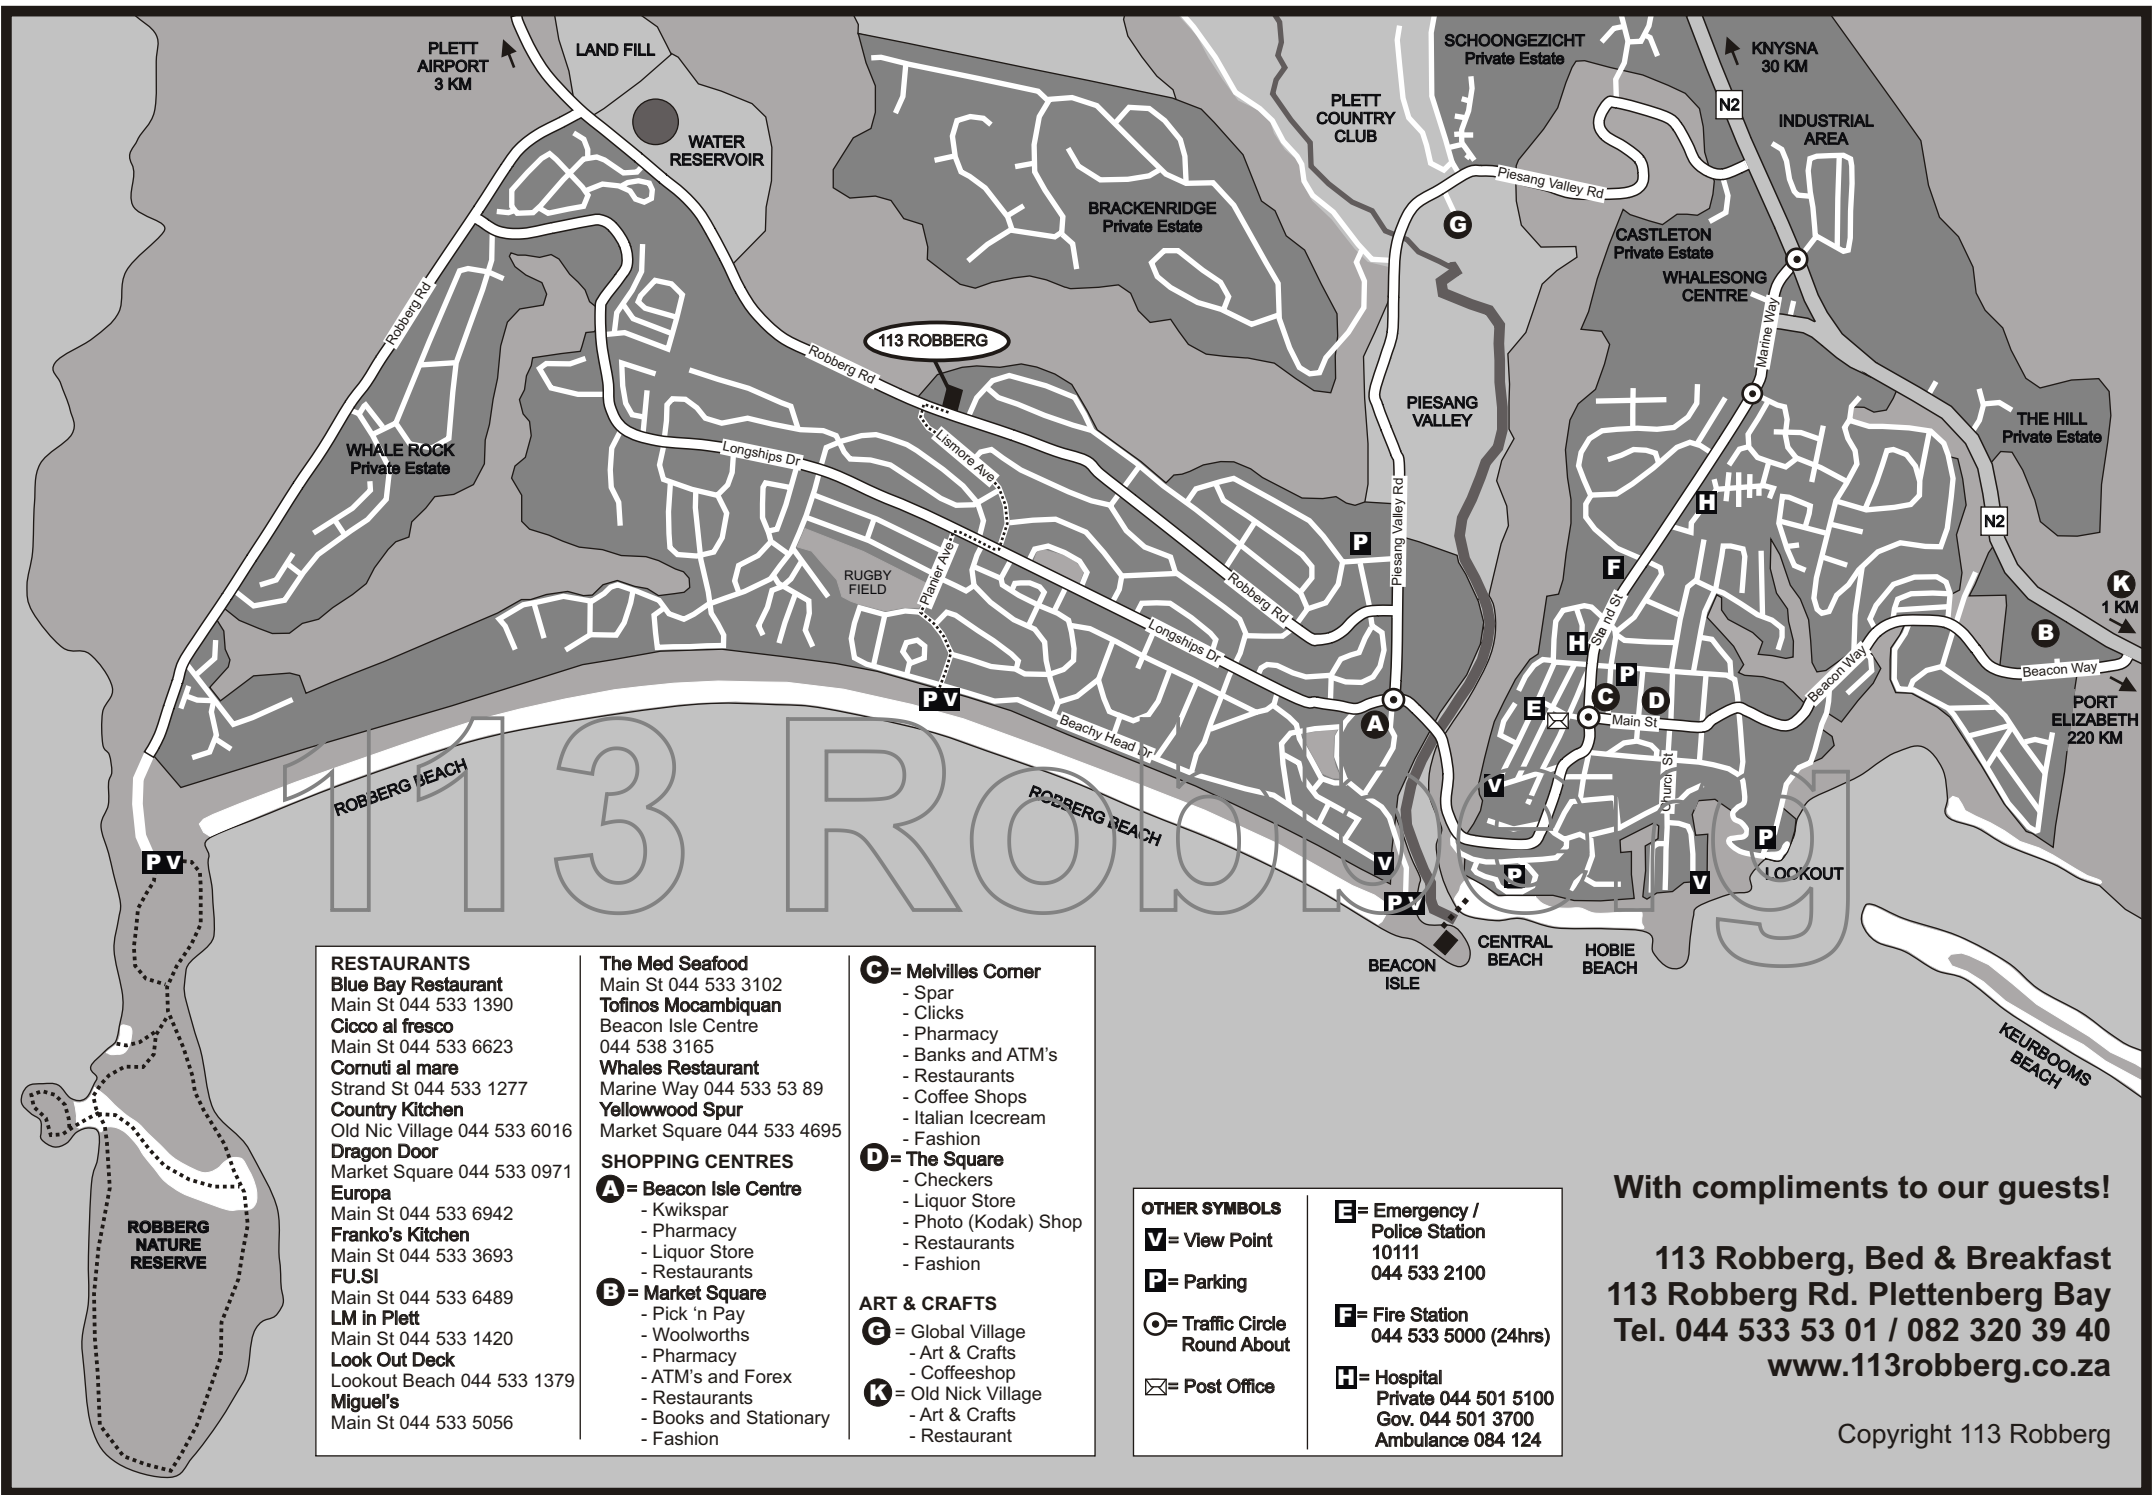 PLETT
AIRPORT
3 KM
LAND FILL
WATER
RESERVOIR
SCHOONGEZICHT
Private Estate
KNYSNA
30 KM
N2
PLETT
COUNTRY
CLUB
INDUSTRIAL
AREA
Piesang Valley Rd
BRACKENRIDGE
Private Estate
G
CASTLETON
Private Estate
WHALESONG
CENTRE
Marine Way
Robberg Rd
113 ROBBERG
Robberg Rd
PIESANG
VALLEY
THE HILL
Private Estate
WHALE ROCK
Private Estate
Longships Dr
Lismore Ave
Piesang Valley Rd
H
N2
P
F
RUGBY
FIELD
Planier Ave
Robberg Rd
K
1 KM
Strand St
H
B
Longships Dr
P
Beacon Way
Beacon Way
P V
C
D
E
Main St
A
PORT
ELIZABETH
220 KM
Beachy Head Dr
Church St
V
ROBBERG BEACH
ROBBERG BEACH
113 Robberg
P V
V
P
P
V
LOOKOUT
P V
BEACON
ISLE
CENTRAL
BEACH
HOBIE
BEACH
KEURBOOMS
BEACH
ROBBERG
NATURE
RESERVE
RESTAURANTS
Blue Bay Restaurant
Main St 044 533 1390
Cicco al fresco
Main St 044 533 6623
Cornuti al mare
Strand St 044 533 1277
Country Kitchen
Old Nic Village 044 533 6016
Dragon Door
Market Square 044 533 0971
Europa
Main St 044 533 6942
Franko's Kitchen
Main St 044 533 3693
FU.SI
Main St 044 533 6489
LM in Plett
Main St 044 533 1420
Look Out Deck
Lookout Beach 044 533 1379
Miguel's
Main St 044 533 5056
The Med Seafood
Main St 044 533 3102
Tofinos Mocambiquan
Beacon Isle Centre
044 538 3165
Whales Restaurant
Marine Way 044 533 53 89
Yellowwood Spur
Market Square 044 533 4695
SHOPPING CENTRES
A = Beacon Isle Centre
- Kwikspar
- Pharmacy
- Liquor Store
- Restaurants
B = Market Square
- Pick 'n Pay
- Woolworths
- Pharmacy
- ATM's and Forex
- Restaurants
- Books and Stationary
- Fashion
C = Melvilles Corner
- Spar
- Clicks
- Pharmacy
- Banks and ATM's
- Restaurants
- Coffee Shops
- Italian Icecream
- Fashion
D = The Square
- Checkers
- Liquor Store
- Photo (Kodak) Shop
- Restaurants
- Fashion
ART & CRAFTS
G = Global Village
- Art & Crafts
- Coffeeshop
K = Old Nick Village
- Art & Crafts
- Restaurant
OTHER SYMBOLS
V = View Point
P = Parking
= Traffic Circle
Round About
= Post Office
E = Emergency /
Police Station
10111
044 533 2100
F = Fire Station
044 533 5000 (24hrs)
H = Hospital
Private 044 501 5100
Gov. 044 501 3700
Ambulance 084 124
With compliments to our guests!
113 Robberg, Bed & Breakfast
113 Robberg Rd. Plettenberg Bay
Tel. 044 533 53 01 / 082 320 39 40
www.113robberg.co.za
Copyright 113 Robberg